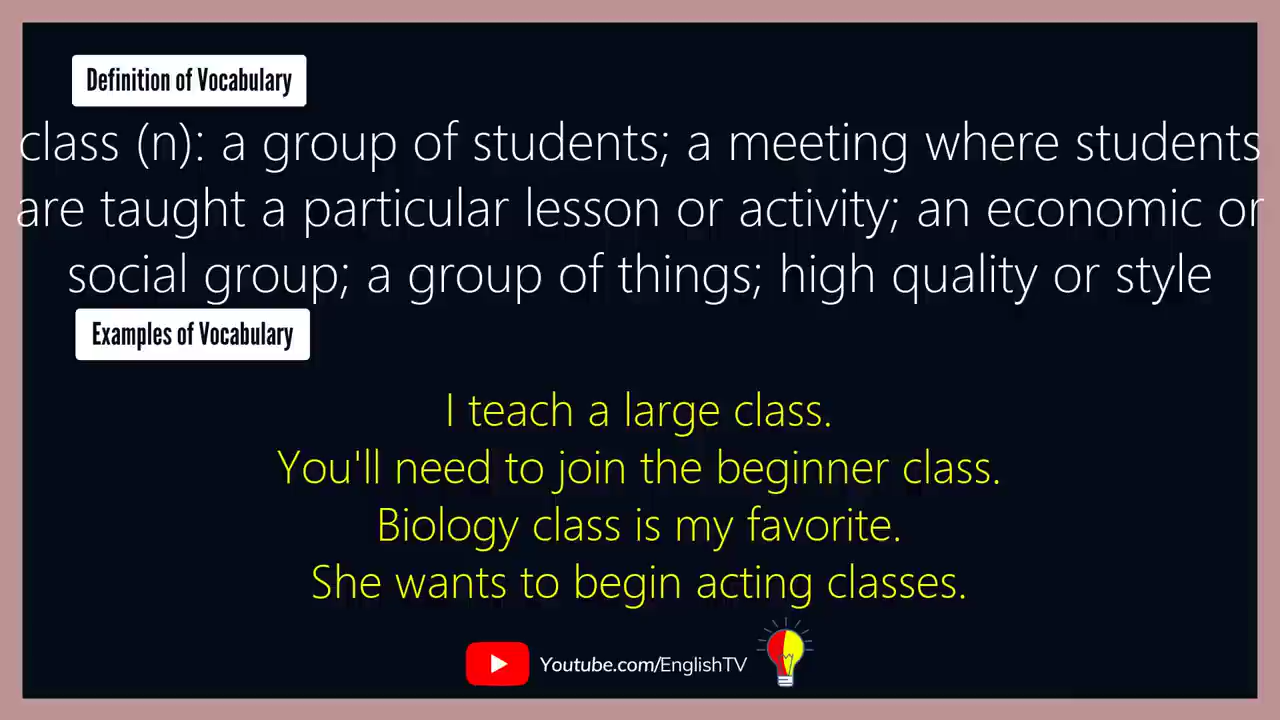 Definition of Vocabulary
class (n): a group of students; a meeting where students
are taught a particular lesson or activity; an economic or
social group; a group of things; high quality or style
Examples of Vocabulary
I teach a large class.
You'll need to join the beginner class.
Biology class is my favorite.
She wants to begin acting classes.
Youtube.com/EnglishTV